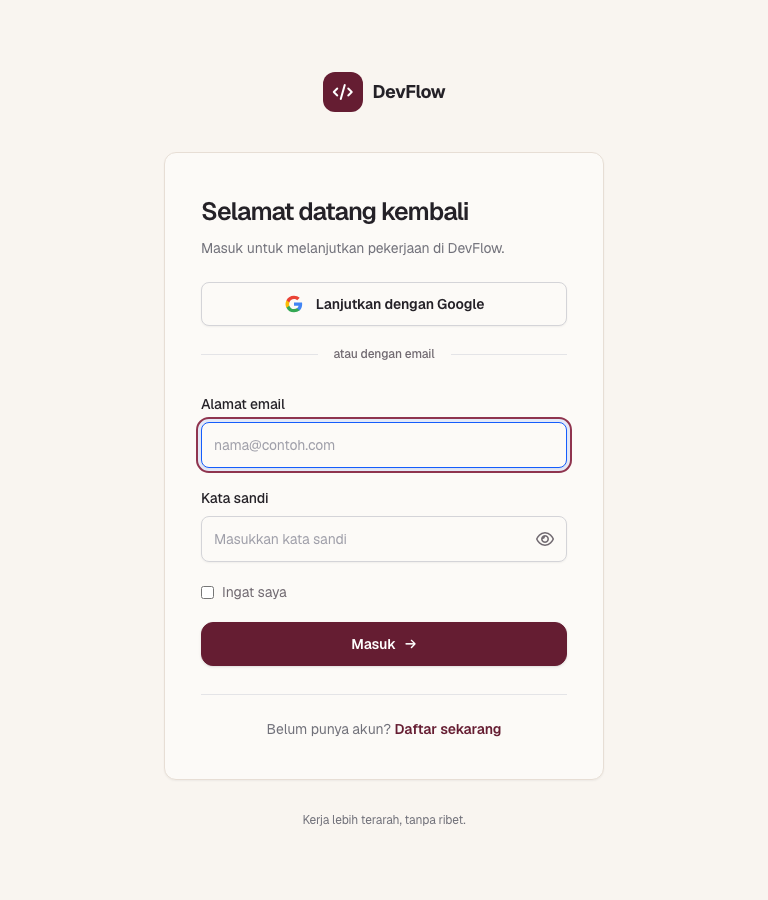 DevFlow
Selamat datang kembali
Masuk untuk melanjutkan pekerjaan di DevFlow.
Lanjutkan dengan Google
atau dengan email
Alamat email
nama@contoh.com
Kata sandi
Masukkan kata sandi
Ingat saya
Masuk →
Belum punya akun? Daftar sekarang
Kerja lebih terarah, tanpa ribet.